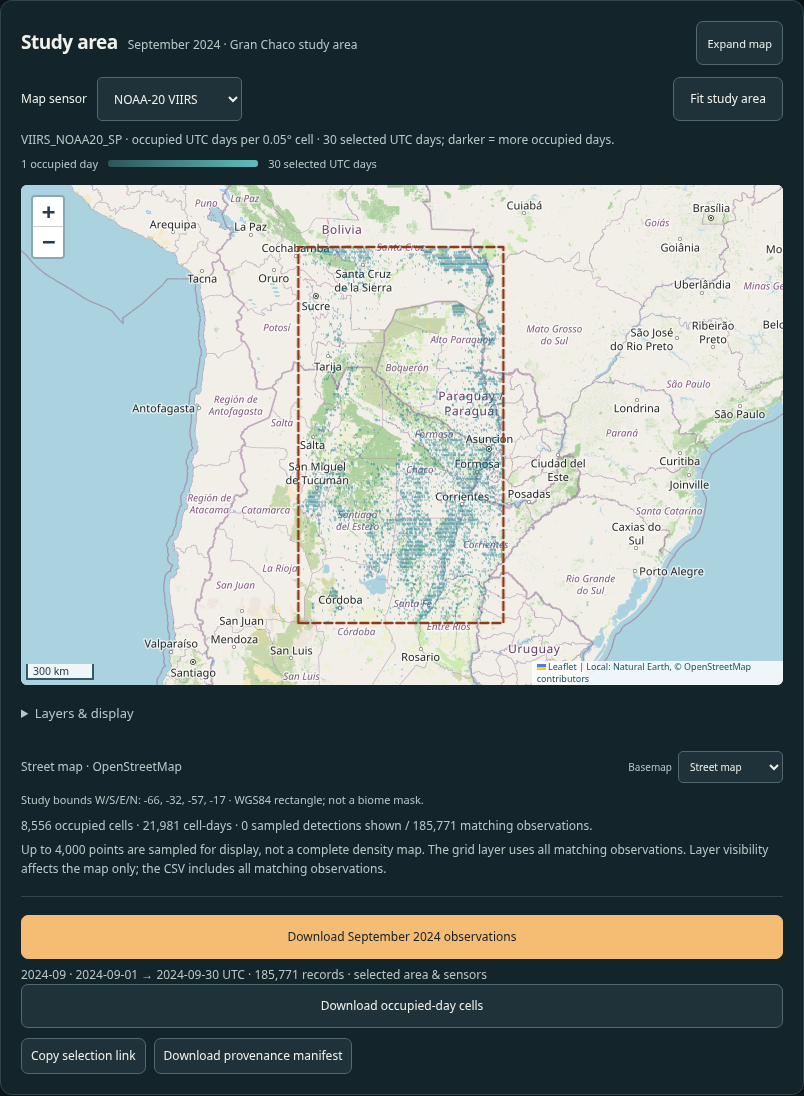 Study area September 2024 · Gran Chaco study area
Expand map
Map sensor
NOAA-20 VIIRS
Fit study area
VIIRS_NOAA20_SP · occupied UTC days per 0.05° cell · 30 selected UTC days; darker = more occupied days.
1 occupied day
30 selected UTC days
+
−
Puno
La Paz
Arequipa
La Paz
Bolivia
Cuiabá
Brasília
Goiás
Goiânia
Cochabamba
Santa Cruz
Mo
Tacna
Oruro
Santa Cruz
de la Sierra
Uberlândia
Minas Ge
Sucre
Potosí
Alto Paraguay
Mato Grosso
do Sul
São José
do Rio Preto
Ribeirão
Preto
Belo
Tarija
Boquerón
São Paulo
Antofagasta
Región de
Antofagasta
Paraguay /
Paraguái
Londrina
São Paulo
Salta
Formosa
Asunción
Paraná
Salta
San Miguel
de Tucumán
Chaco
Formosa
Ciudad del
Este
Curitiba
Joinville
Región de
Atacama
Catamarca
Santiago
del Estero
Corrientes
Posadas
Santa Catarina
Caxias do
Sul
La Rioja
Corrientes
San Juan
Rio Grande
do Sul
Porto Alegre
Córdoba
Santa Fe
San Juan
Córdoba
Entre Ríos
Valparaíso
Mendoza
San Luis
Rosario
Uruguay
Santiago
San Luis
300 km
Leaflet | Local: Natural Earth, © OpenStreetMap
contributors
Layers & display
Street map · OpenStreetMap
Basemap
Street map
Study bounds W/S/E/N: -66, -32, -57, -17 · WGS84 rectangle; not a biome mask.
8,556 occupied cells · 21,981 cell-days · 0 sampled detections shown / 185,771 matching observations.
Up to 4,000 points are sampled for display, not a complete density map. The grid layer uses all matching observations. Layer visibility
affects the map only; the CSV includes all matching observations.
Download September 2024 observations
2024-09 · 2024-09-01 → 2024-09-30 UTC · 185,771 records · selected area & sensors
Download occupied-day cells
Copy selection link
Download provenance manifest